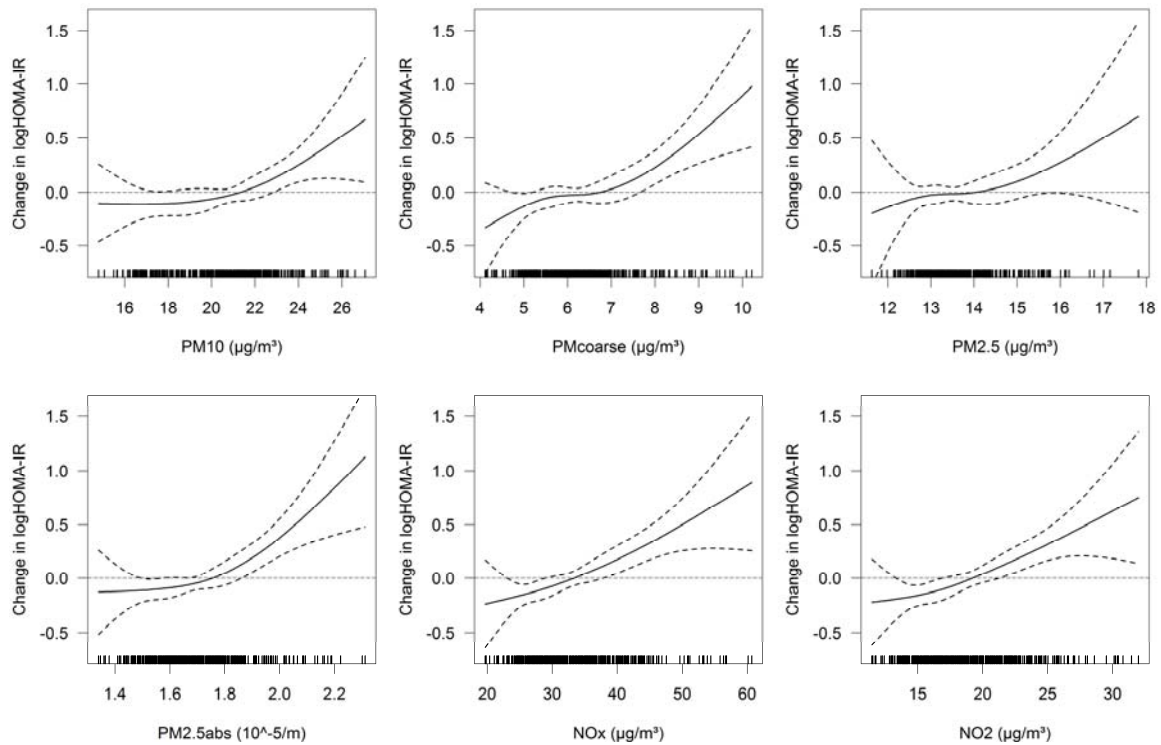 Change in logHOMA-IR
1.5
1.0
0.5
0.0
-0.5
16 18 20 22 24 26
PM10 (µg/m³)
Change in logHOMA-IR
1.5
1.0
0.5
0.0
-0.5
4 5 6 7 8 9 10
PMcoarse (µg/m³)
Change in logHOMA-IR
1.5
1.0
0.5
0.0
-0.5
12 13 14 15 16 17 18
PM2.5 (µg/m³)
Change in logHOMA-IR
1.5
1.0
0.5
0.0
-0.5
1.4 1.6 1.8 2.0 2.2
PM2.5abs (10^-5/m)
Change in logHOMA-IR
1.5
1.0
0.5
0.0
-0.5
20 30 40 50 60
NOx (µg/m³)
Change in logHOMA-IR
1.5
1.0
0.5
0.0
-0.5
15 20 25 30
NO2 (µg/m³)